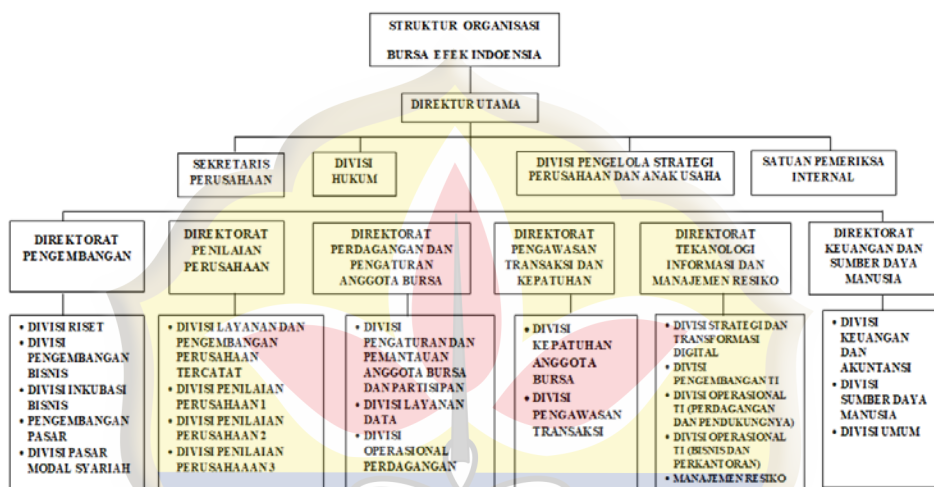 STRUKTUR ORGANISASI
BURSA EFEK INDOENSIA
DIREKTUR UTAMA
SEKRETARIS
PERUSAHAAN
DIVISI
HUKUM
DIVISI PENGELOLA STRATEGI
PERUSAHAAN DAN ANAK USAHA
SATUAN PEMERIKSA
INTERNAL
DIREKTORAT
PENGEMBANGAN
DIREKTORAT
PENILAIAN
PERUSAHAAN
DIREKTORAT
PERDAGANGAN DAN
PENGATURAN
ANGGOTA BURSA
DIREKTORAT
PENGAWASAN
TRANSAKSI DAN
KEPATUHAN
DIREKTORAT
TEKANOLOGI
INFORMASI DAN
MANAJEMEN RESIKO
DIREKTORAT
KEUANGAN DAN
SUMBER DAYA
MANUSIA
• DIVISI RISET
• DIVISI
PENGEMBANGAN
BISNIS
• DIVISI INKUBASI
BISNIS
• PENGEMBANGAN
PASAR
• DIVISI PASAR
MODAL SYARIAH
• DIVISI LAYANAN DAN
PENGEMBANGAN
PERUSAHAAN
TERCATAT
• DIVISI PENILAIAN
PERUSAHAAN 1
• DIVISI PENILAIAN
PERUSAHAAN 2
• DIVISI PENILAIAN
PERUSAHAAAN 3
• DIVISI
PENGATURAN DAN
PEMANTAUAN
ANGGOTA BURSA
DAN PARTISIPAN
• DIVISI LAYANAN
DATA
• DIVISI
OPERASIONAL
PERDAGANGAN
• DIVISI
KEPATUHAN
ANGGOTA
BURSA
• DIVISI
PENGAWASAN
TRANSAKSI
• DIVISI STRATEGI DAN
TRANSFORMASI
DIGITAL
• DIVISI
PENGEMBANGAN TI
• DIVISI OPERASIONAL
TI (PERDAGANGAN
DAN PENDUKUNGNYA)
• DIVISI OPERASIONAL
TI (BISNIS DAN
PERKANTORAN)
• MANAJEMEN RESIKO
• DIVISI
KEUANGAN
DAN
AKUNTANSI
• DIVISI
SUMBER DAYA
MANUSIA
• DIVISI UMUM